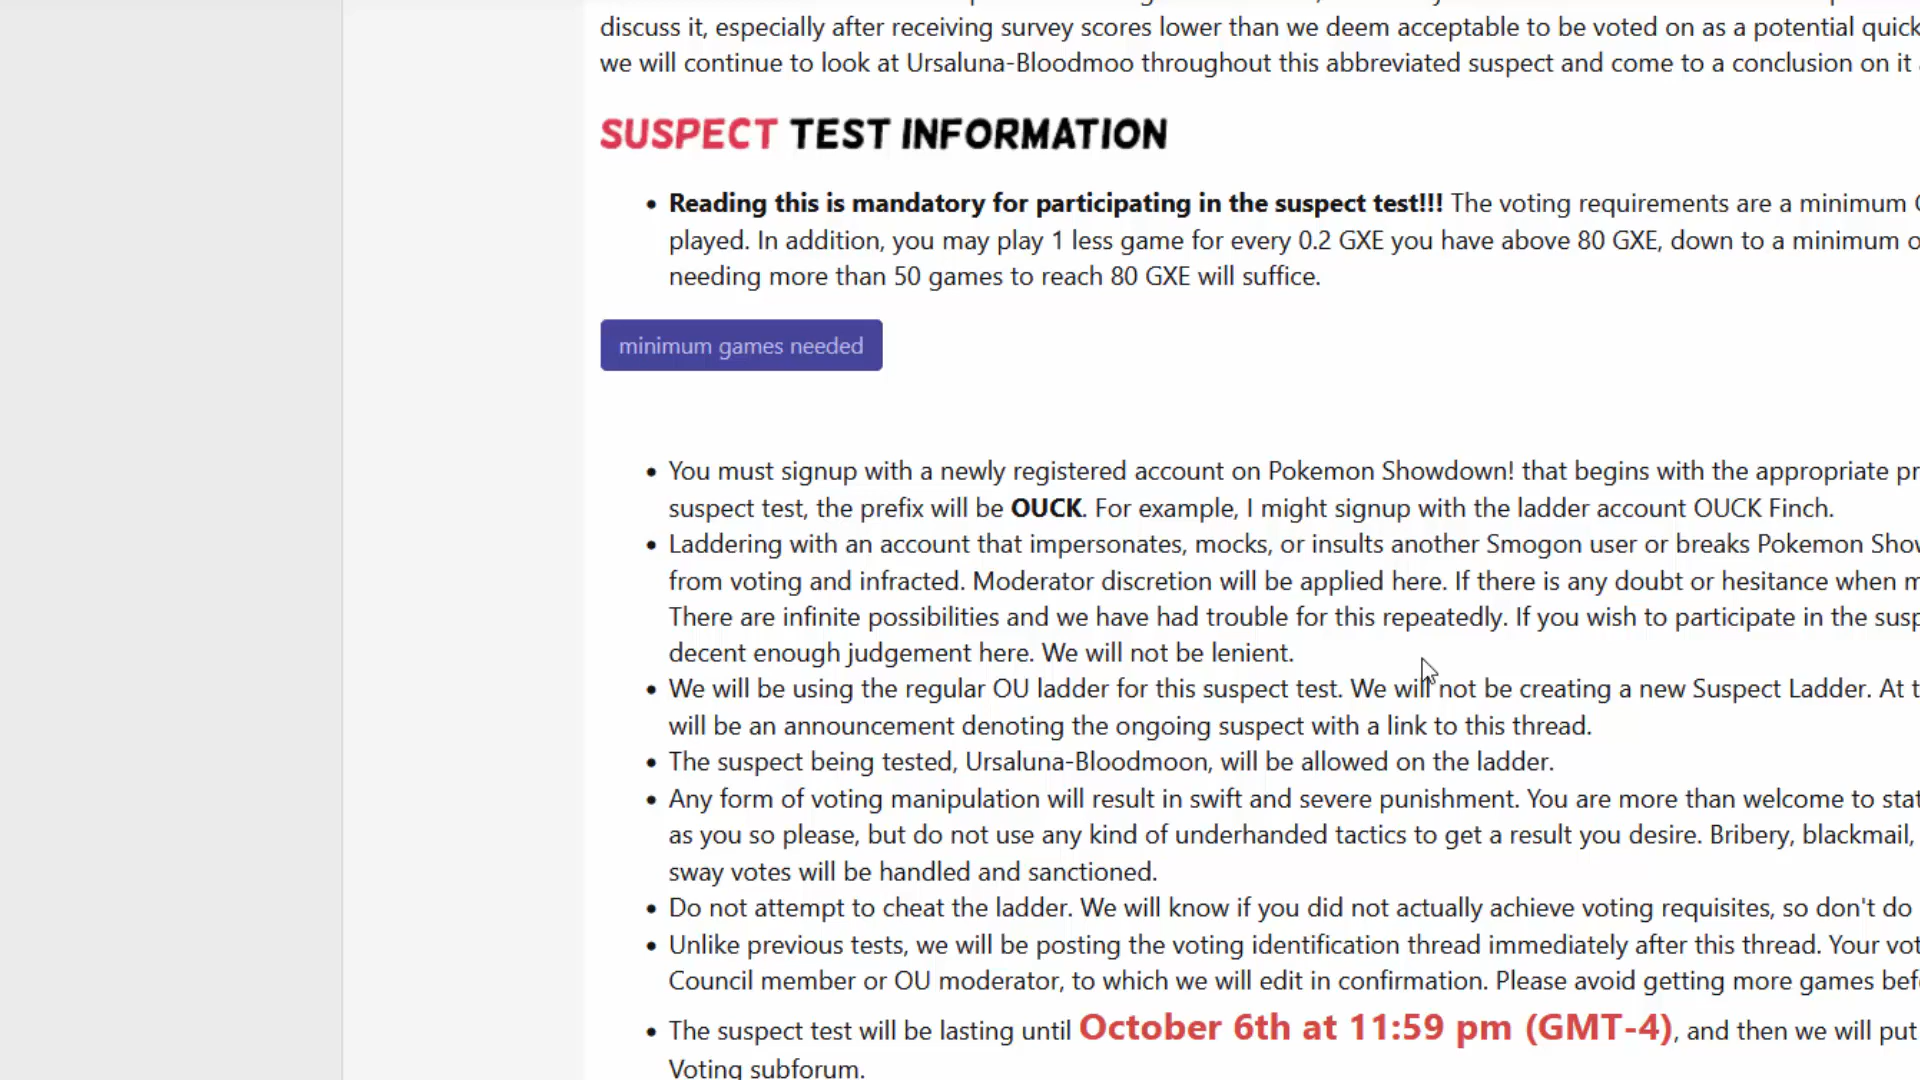 discuss it, especially after receiving survey scores lower than we deem acceptable to be voted on as a potential quick
we will continue to look at Ursaluna-Bloodmoo throughout this abbreviated suspect and come to a conclusion on it
SUSPECT TEST INFORMATION
• Reading this is mandatory for participating in the suspect test!!! The voting requirements are a minimum
played. In addition, you may play 1 less game for every 0.2 GXE you have above 80 GXE, down to a minimum
needing more than 50 games to reach 80 GXE will suffice.
minimum games needed
• You must signup with a newly registered account on Pokemon Showdown! that begins with the appropriate
suspect test, the prefix will be OUCK. For example, I might signup with the ladder account OUCK Finch.
• Laddering with an account that impersonates, mocks, or insults another Smogon user or breaks Pokemon Show
from voting and infracted. Moderator discretion will be applied here. If there is any doubt or hesitance when
There are infinite possibilities and we have had trouble for this repeatedly. If you wish to participate in the susp
decent enough judgement here. We will not be lenient.
• We will be using the regular OU ladder for this suspect test. We will not be creating a new Suspect Ladder. At t
will be an announcement denoting the ongoing suspect with a link to this thread.
• The suspect being tested, Ursaluna-Bloodmoon, will be allowed on the ladder.
• Any form of voting manipulation will result in swift and severe punishment. You are more than welcome to stat
as you so please, but do not use any kind of underhanded tactics to get a result you desire. Bribery, blackmail,
sway votes will be handled and sanctioned.
• Do not attempt to cheat the ladder. We will know if you did not actually achieve voting requisites, so don't do
• Unlike previous tests, we will be posting the voting identification thread immediately after this thread. Your vot
Council member or OU moderator, to which we will edit in confirmation. Please avoid getting more games bef
• The suspect test will be lasting until October 6th at 11:59 pm (GMT-4), and then we will put
Voting subforum.